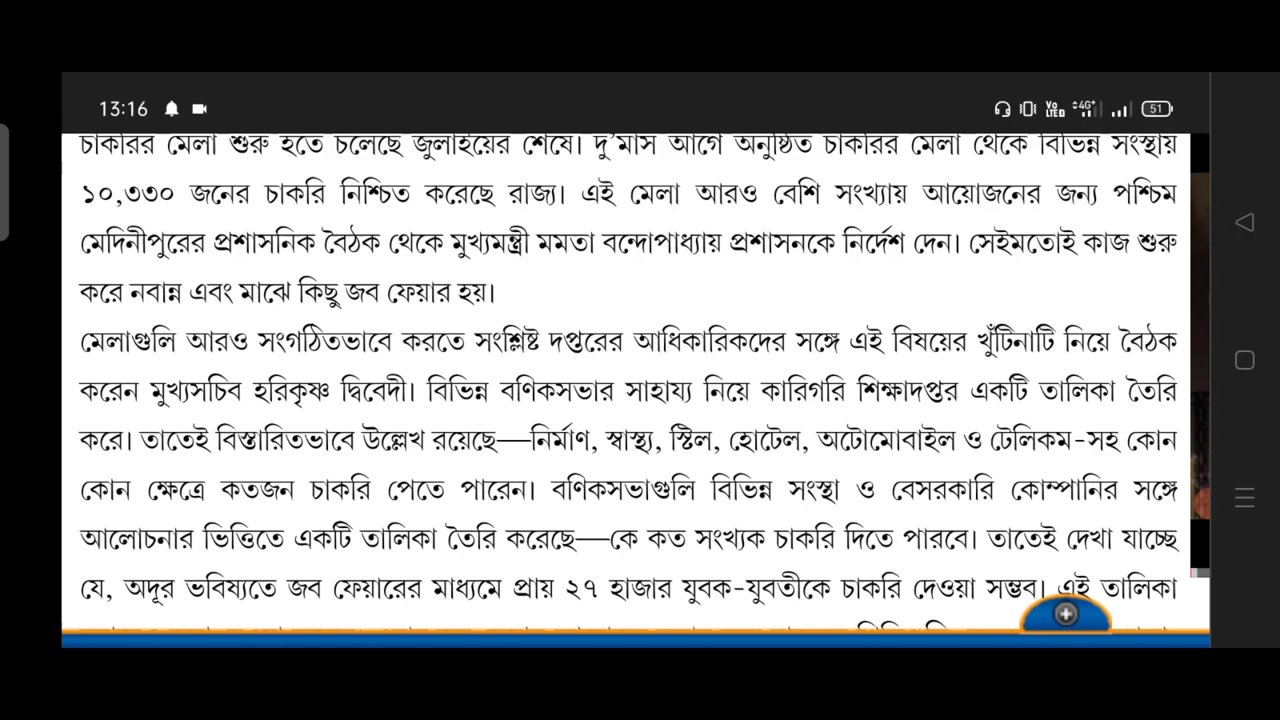 13:16
Vo LTED 4G+ 51
চাকরির মেলা শুরু হতে চলেছে জুলাইয়ের শেষে। দু'মাস আগে অনুষ্ঠিত চাকরির মেলা থেকে বিভিন্ন সংস্থায়
১০,৩৩০ জনের চাকরি নিশ্চিত করেছে রাজ্য। এই মেলা আরও বেশি সংখ্যায় আয়োজনের জন্য পশ্চিম
মেদিনীপুরের প্রশাসনিক বৈঠক থেকে মুখ্যমন্ত্রী মমতা বন্দোপাধ্যায় প্রশাসনকে নির্দেশ দেন। সেইমতোই কাজ শুরু
করে নবান্ন এবং মাঝে কিছু জব ফেয়ার হয়।
মেলাগুলি আরও সংগঠিতভাবে করতে সংশ্লিষ্ট দপ্তরের আধিকারিকদের সঙ্গে এই বিষয়ের খুঁটিনাটি নিয়ে বৈঠক
করেন মুখ্যসচিব হরিকৃষ্ণ দ্বিবেদী। বিভিন্ন বণিকসভার সাহায্য নিয়ে কারিগরি শিক্ষাদপ্তর একটি তালিকা তৈরি
করে। তাতেই বিস্তারিতভাবে উল্লেখ রয়েছে—নির্মাণ, স্বাস্থ্য, স্টিল, হোটেল, অটোমোবাইল ও টেলিকম-সহ কোন
কোন ক্ষেত্রে কতজন চাকরি পেতে পারেন। বণিকসভাগুলি বিভিন্ন সংস্থা ও বেসরকারি কোম্পানির সঙ্গে
আলোচনার ভিত্তিতে একটি তালিকা তৈরি করেছে—কে কত সংখ্যক চাকরি দিতে পারবে। তাতেই দেখা যাচ্ছে
যে, অদূর ভবিষ্যতে জব ফেয়ারের মাধ্যমে প্রায় ২৭ হাজার যুবক-যুবতীকে চাকরি দেওয়া সম্ভব। এই তালিকা